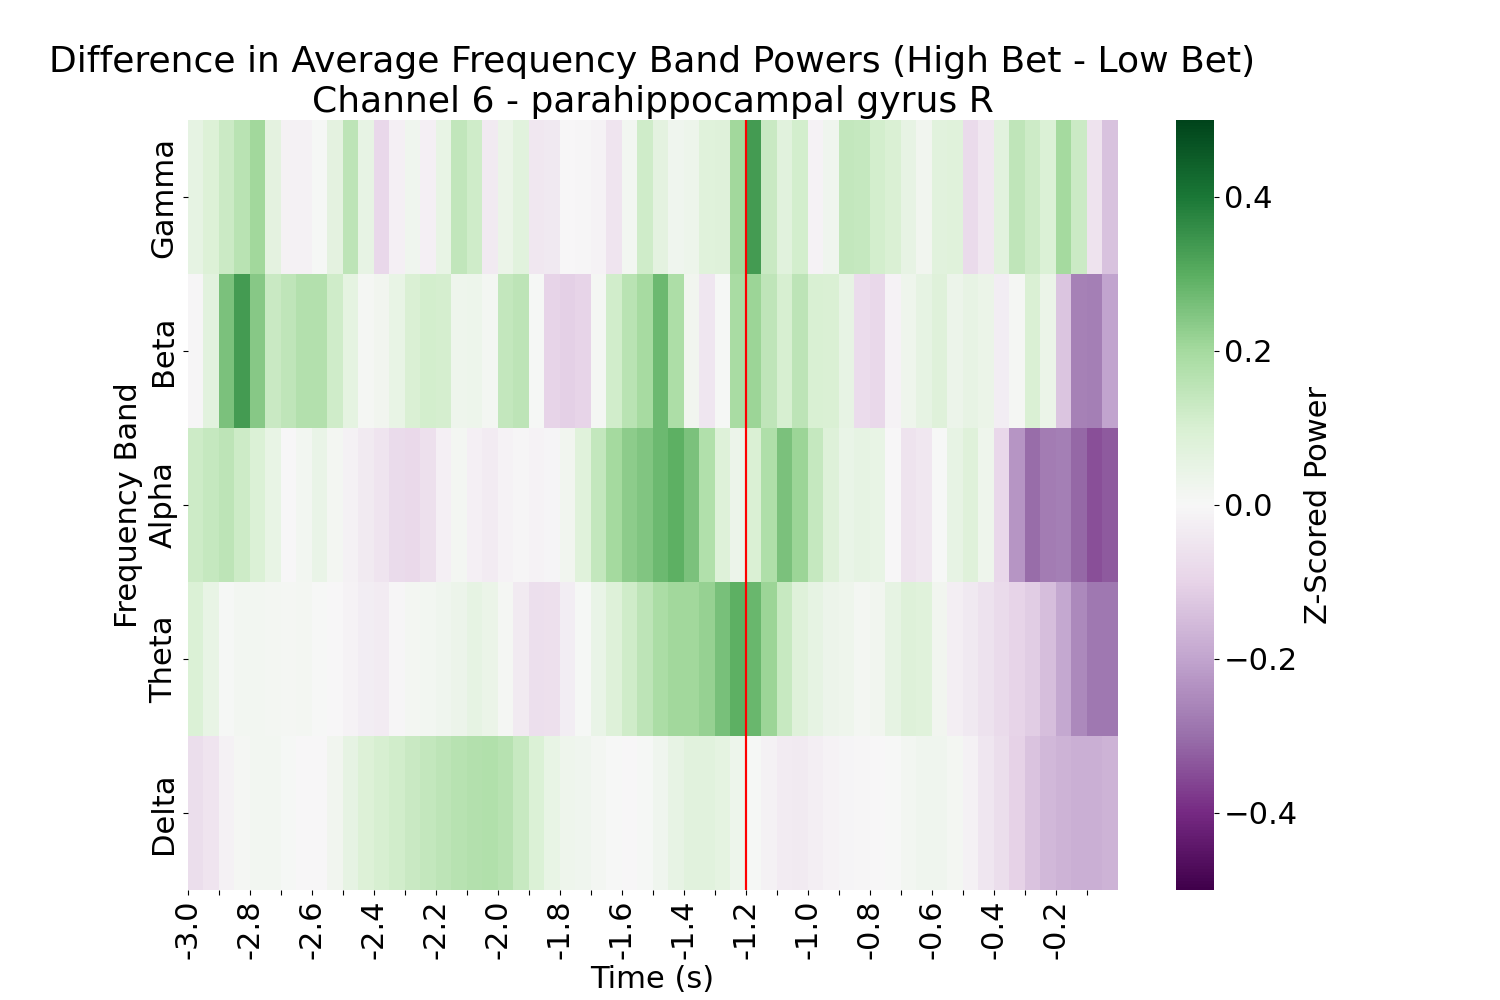 Difference in Average Frequency Band Powers (High Bet - Low Bet)
Channel 6 - parahippocampal gyrus R
Frequency Band
Gamma
Beta
Alpha
Theta
Delta
-3.0
-2.8
-2.6
-2.4
-2.2
-2.0
-1.8
-1.6
-1.4
-1.2
-1.0
-0.8
-0.6
-0.4
-0.2
Time (s)
0.4
0.2
0.0
−0.2
−0.4
Z-Scored Power